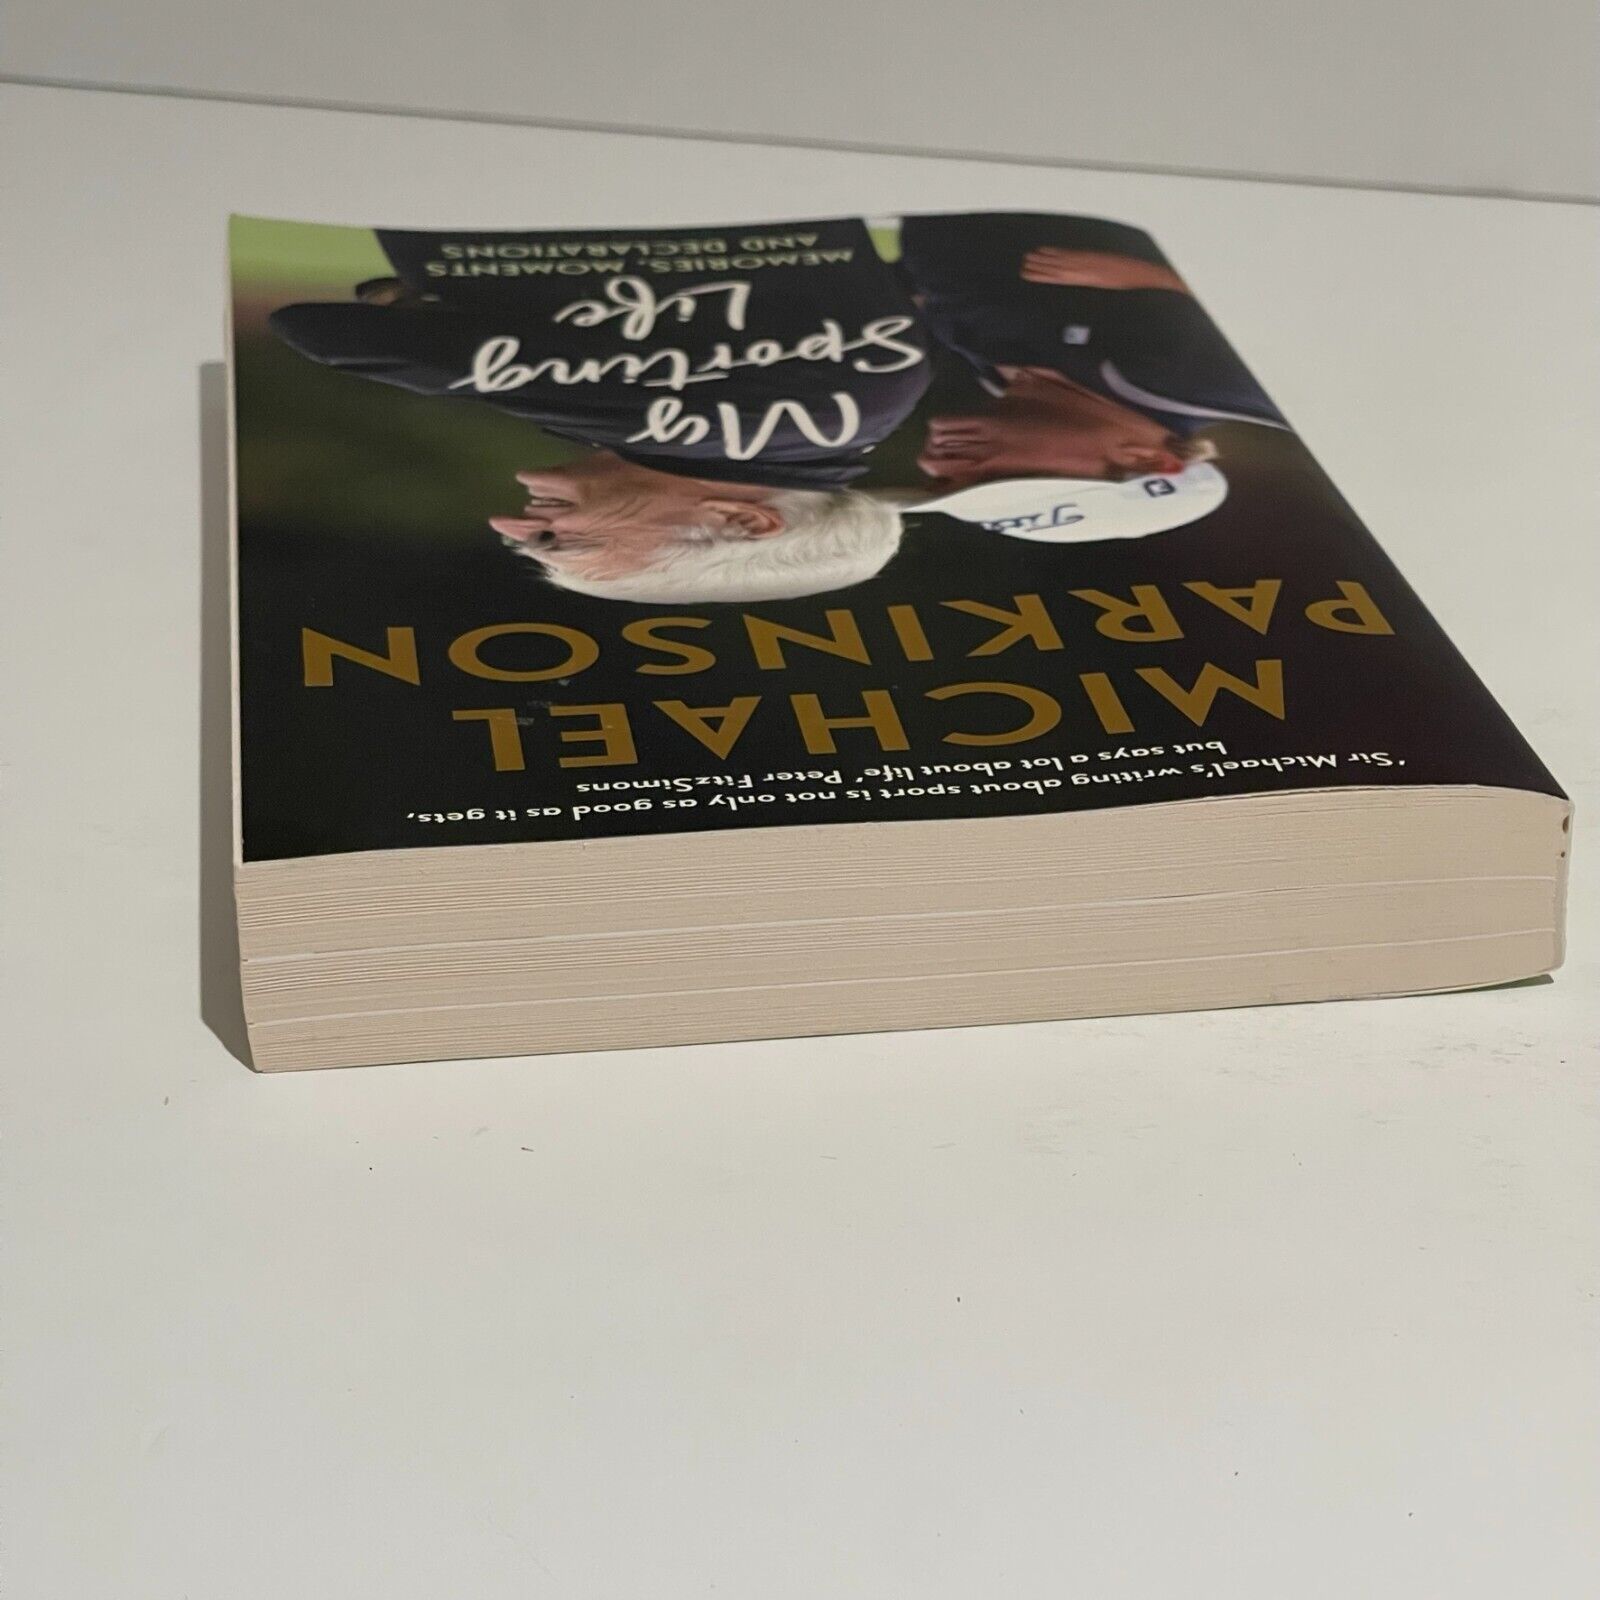 'Sir Michael's writing about sport is not only as good as it gets,
but says a lot about life' Peter FitzSimons
MICHAEL
PARKINSON
My
Sporting
Life
MEMORIES, MOMENTS
AND DECLARATIONS